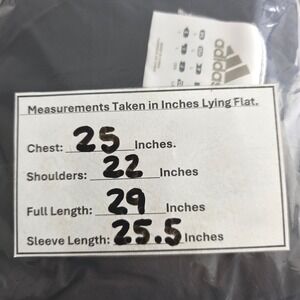 adidas
Measurements Taken in Inches Lying Flat.
Chest: 25 Inches.
Shoulders: 22 Inches
Full Length: 29 Inches
Sleeve Length: 25.5 Inches